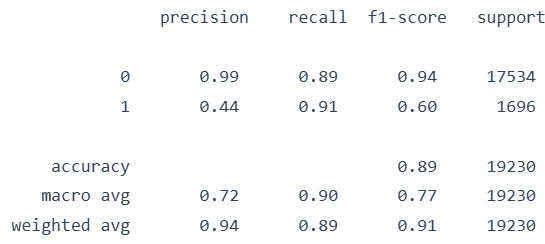 precision recall f1-score support
0 0.99 0.89 0.94 17534
1 0.44 0.91 0.60 1696
accuracy 0.89 19230
macro avg 0.72 0.90 0.77 19230
weighted avg 0.94 0.89 0.91 19230